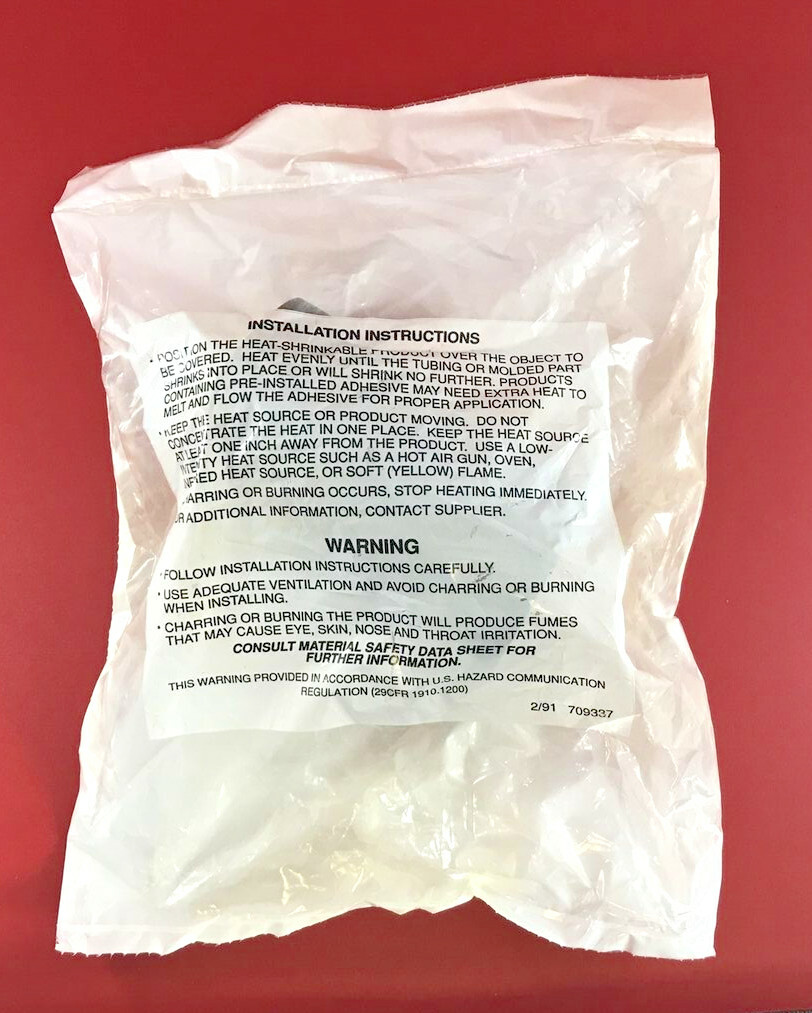 INSTALLATION INSTRUCTIONS
• POSITION THE HEAT-SHRINKABLE PRODUCT OVER THE OBJECT TO
BE COVERED. HEAT EVENLY UNTIL THE TUBING OR MOLDED PART
SHRINKS INTO PLACE OR WILL SHRINK NO FURTHER. PRODUCTS
CONTAINING PRE-INSTALLED ADHESIVE MAY NEED EXTRA HEAT TO
MELT AND FLOW THE ADHESIVE FOR PROPER APPLICATION.
• KEEP THE HEAT SOURCE OR PRODUCT MOVING. DO NOT
CONCENTRATE THE HEAT IN ONE PLACE. KEEP THE HEAT SOURCE
AT LEAST ONE INCH AWAY FROM THE PRODUCT. USE A LOW-
INTENSITY HEAT SOURCE SUCH AS A HOT AIR GUN, OVEN,
INFRARED HEAT SOURCE, OR SOFT (YELLOW) FLAME.
CHARRING OR BURNING OCCURS, STOP HEATING IMMEDIATELY.
ADDITIONAL INFORMATION, CONTACT SUPPLIER.
WARNING
• FOLLOW INSTALLATION INSTRUCTIONS CAREFULLY.
• USE ADEQUATE VENTILATION AND AVOID CHARRING OR BURNING
WHEN INSTALLING.
• CHARRING OR BURNING THE PRODUCT WILL PRODUCE FUMES
THAT MAY CAUSE EYE, SKIN, NOSE AND THROAT IRRITATION.
CONSULT MATERIAL SAFETY DATA SHEET FOR
FURTHER INFORMATION.
THIS WARNING PROVIDED IN ACCORDANCE WITH U.S. HAZARD COMMUNICATION
REGULATION (29CFR 1910.1200)
2/91 709337